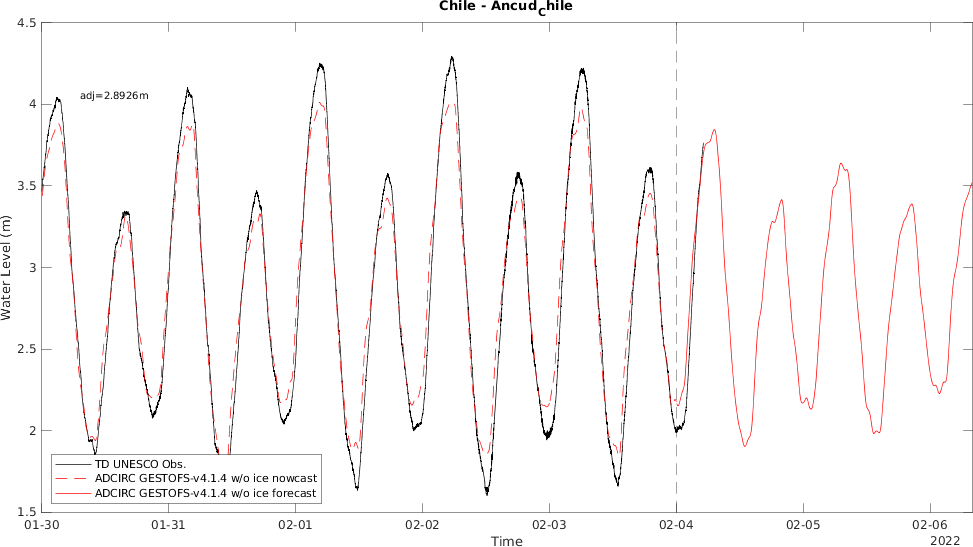 Chile - Ancud_Chile
4.5
4
3.5
3
2.5
2
1.5
Water Level (m)
adj=2.8926m
TD UNESCO Obs.
ADCIRC GESTOFS-v4.1.4 w/o ice nowcast
ADCIRC GESTOFS-v4.1.4 w/o ice forecast
01-30 01-31 02-01 02-02 02-03 02-04 02-05 02-06
Time
2022